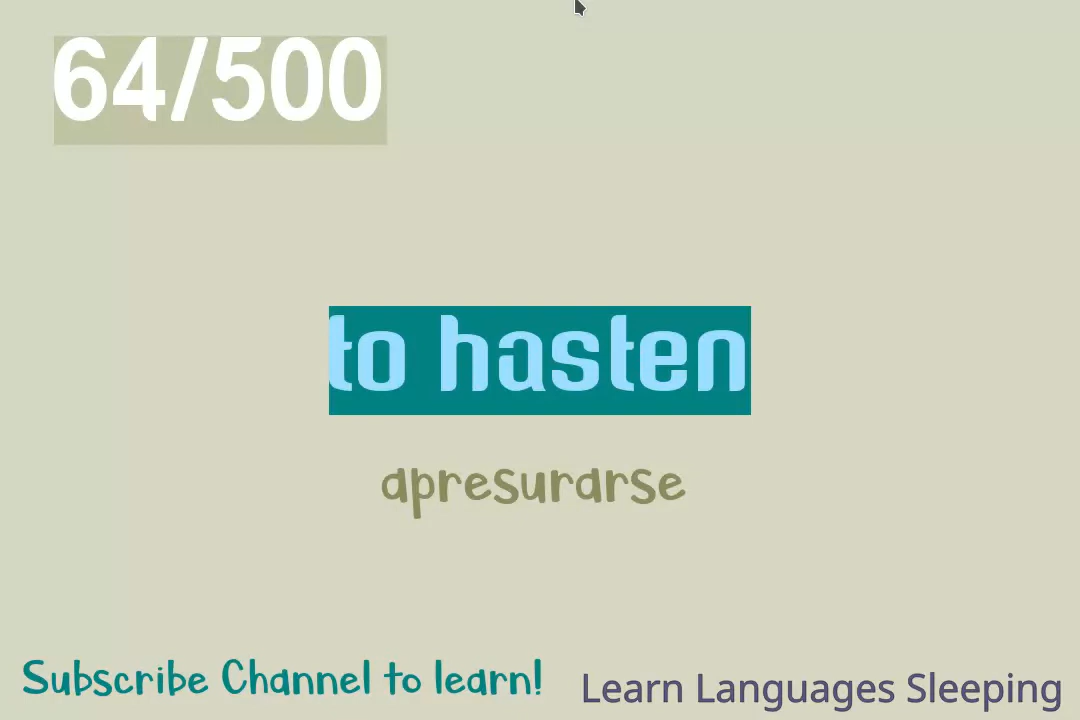 64/500
to hasten
apresurarse
Subscribe Channel to learn!
Learn Languages Sleeping